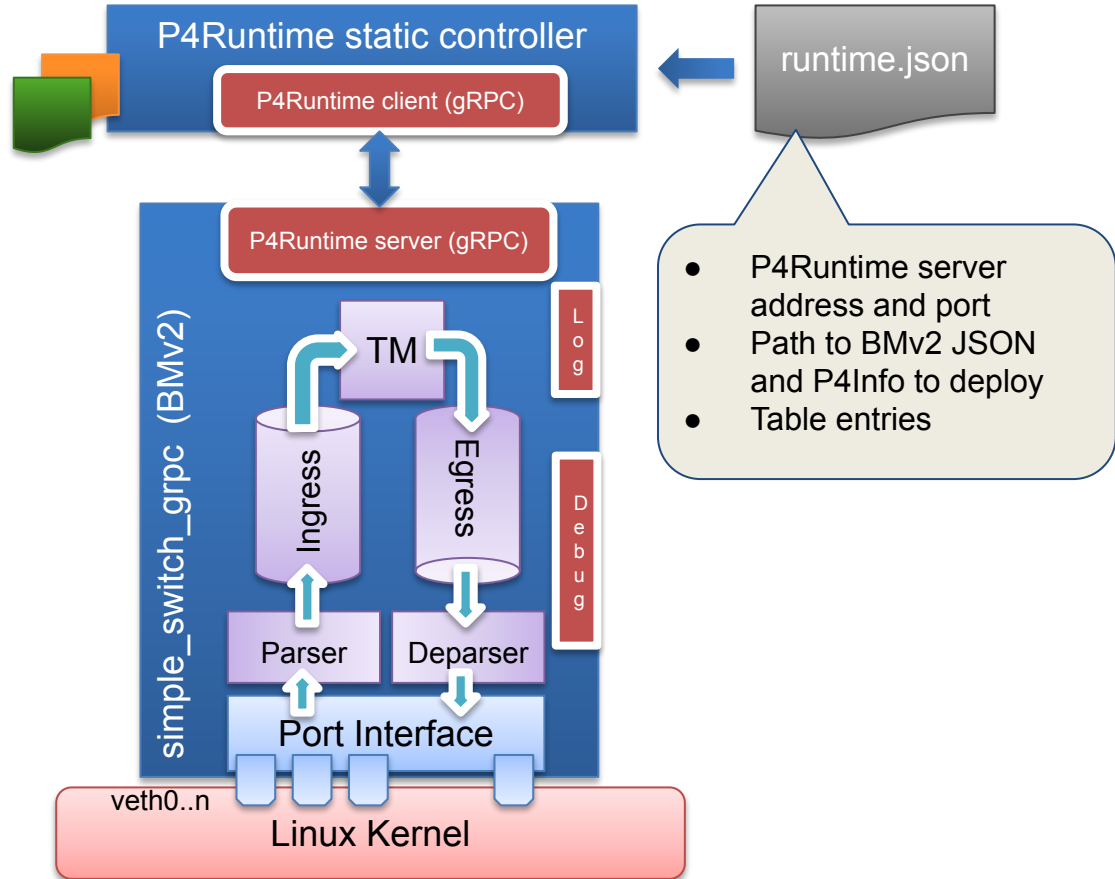 P4Runtime static controller
P4Runtime client (gRPC)
runtime.json
P4Runtime server (gRPC)
● P4Runtime server
address and port
● Path to BMv2 JSON
and P4Info to deploy
● Table entries
simple_switch_grpc (BMv2)
Log
TM
Ingress
Egress
Debug
Parser
Deparser
Port Interface
veth0..n
Linux Kernel